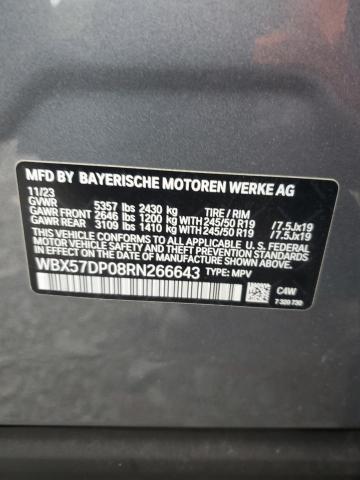 MFD BY BAYERISCHE MOTOREN WERKE AG
11/23
GVWR 5357 lbs 2430 kg TIRE / RIM
GAWR FRONT 2646 lbs 1200 kg WITH 245/50 R19 /7.5Jx19
GAWR REAR 3109 lbs 1410 kg WITH 245/50 R19 /7.5Jx19
THIS VEHICLE CONFORMS TO ALL APPLICABLE U.S. FEDERAL
MOTOR VEHICLE SAFETY, BUMPER, AND THEFT PREVENTION
STANDARDS IN EFFECT ON THE DATE OF MANUFACTURE SHOWN ABOVE.
WBX57DP08RN266643 TYPE: MPV
C4W
7 320 730